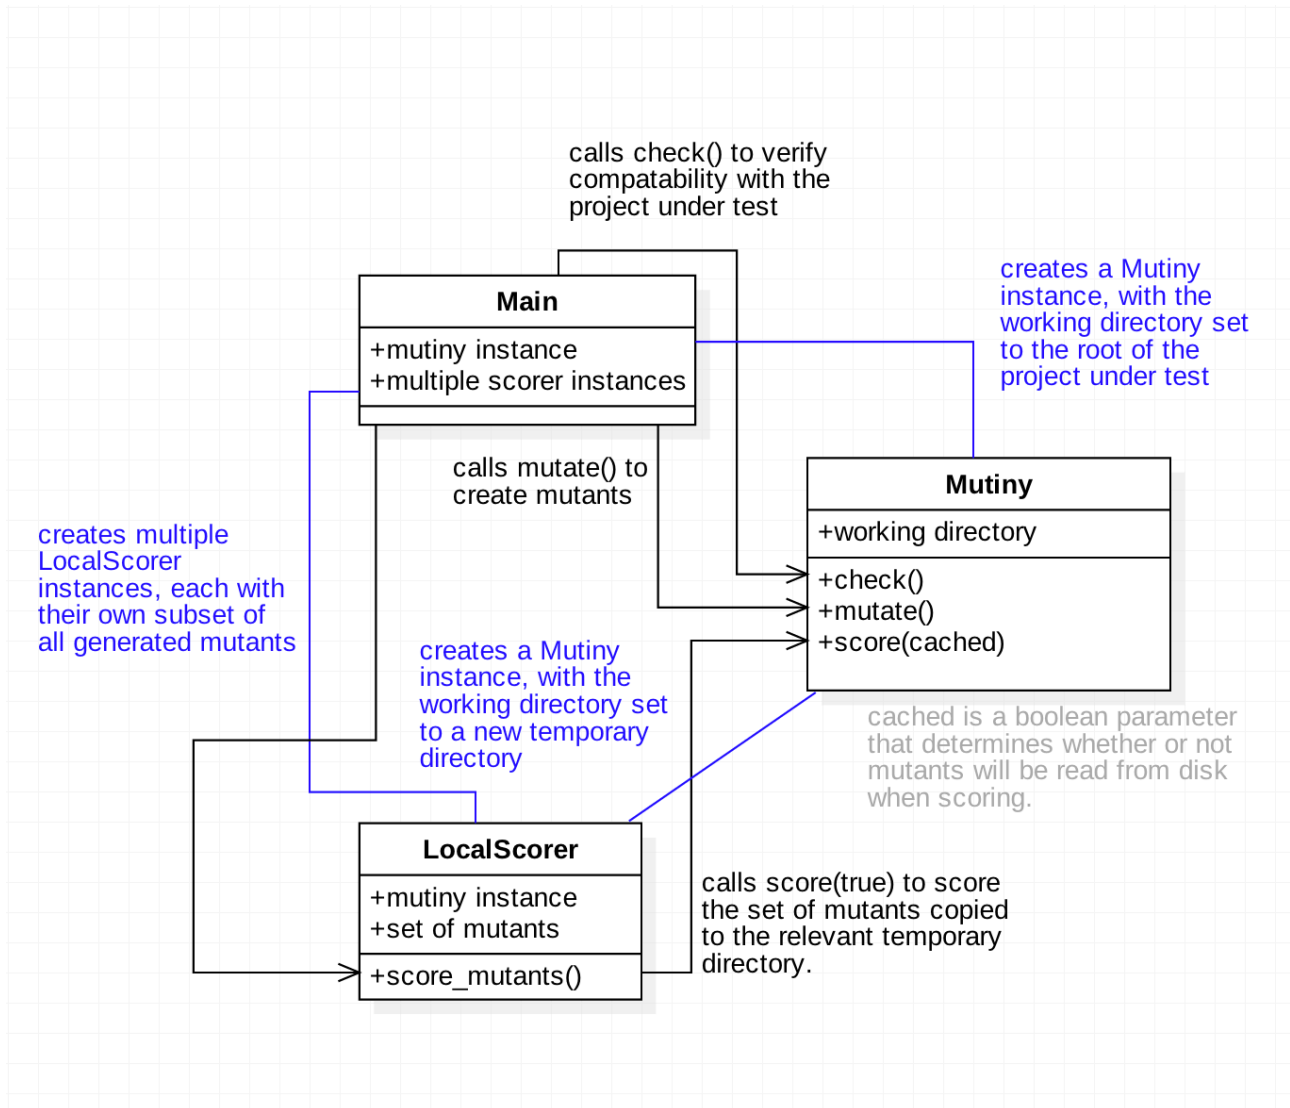 calls check() to verify
compatability with the
project under test
Main
+mutiny instance
+multiple scorer instances
creates a Mutiny
instance, with the
working directory set
to the root of the
project under test
calls mutate() to
create mutants
Mutiny
+working directory
+check()
+mutate()
+score(cached)
creates multiple
LocalScorer
instances, each with
their own subset of
all generated mutants
creates a Mutiny
instance, with the
working directory set
to a new temporary
directory
cached is a boolean parameter
that determines whether or not
mutants will be read from disk
when scoring.
LocalScorer
+mutiny instance
+set of mutants
+score_mutants()
calls score(true) to score
the set of mutants copied
to the relevant temporary
directory.